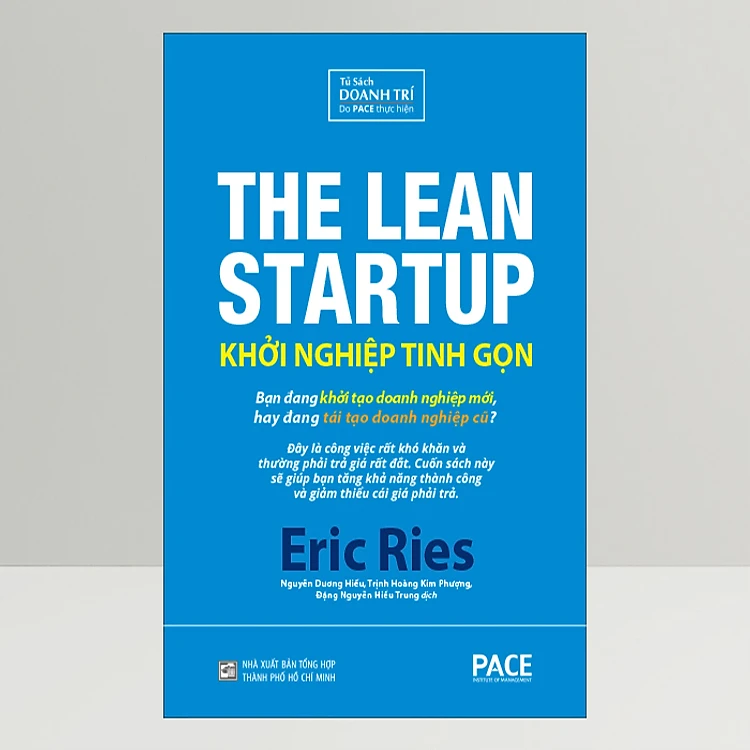 Tủ Sách
DOANH TRÍ
Do PACE thực hiện
THE LEAN
STARTUP
KHỞI NGHIỆP TINH GỌN
Bạn đang khởi tạo doanh nghiệp mới,
hay đang tái tạo doanh nghiệp cũ?
Đây là công việc rất khó khăn và
thường phải trả giá rất đắt. Cuốn sách này
sẽ giúp bạn tăng khả năng thành công
và giảm thiểu cái giá phải trả.
Eric Ries
Nguyễn Dương Hiếu, Trịnh Hoàng Kim Phượng,
Đặng Nguyễn Hiếu Trung dịch
NHÀ XUẤT BẢN TỔNG HỢP
THÀNH PHỐ HỒ CHÍ MINH
PACE
INSTITUTE OF MANAGEMENT